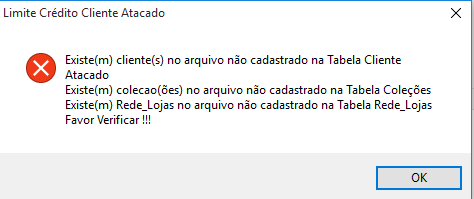 Limite Crédito Cliente Atacado
Existe(m) cliente(s) no arquivo não cadastrado na Tabela Cliente
Atacado
Existe(m) colecao(ões) no arquivo não cadastrado na Tabela Coleções
Existe(m) Rede_Lojas no arquivo não cadastrado na Tabela Rede_Lojas
Favor Verificar !!!
OK